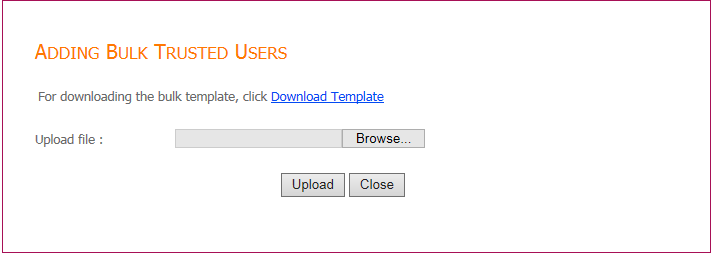 ADDING BULK TRUSTED USERS
For downloading the bulk template, click Download Template
Upload file :
Browse...
Upload Close